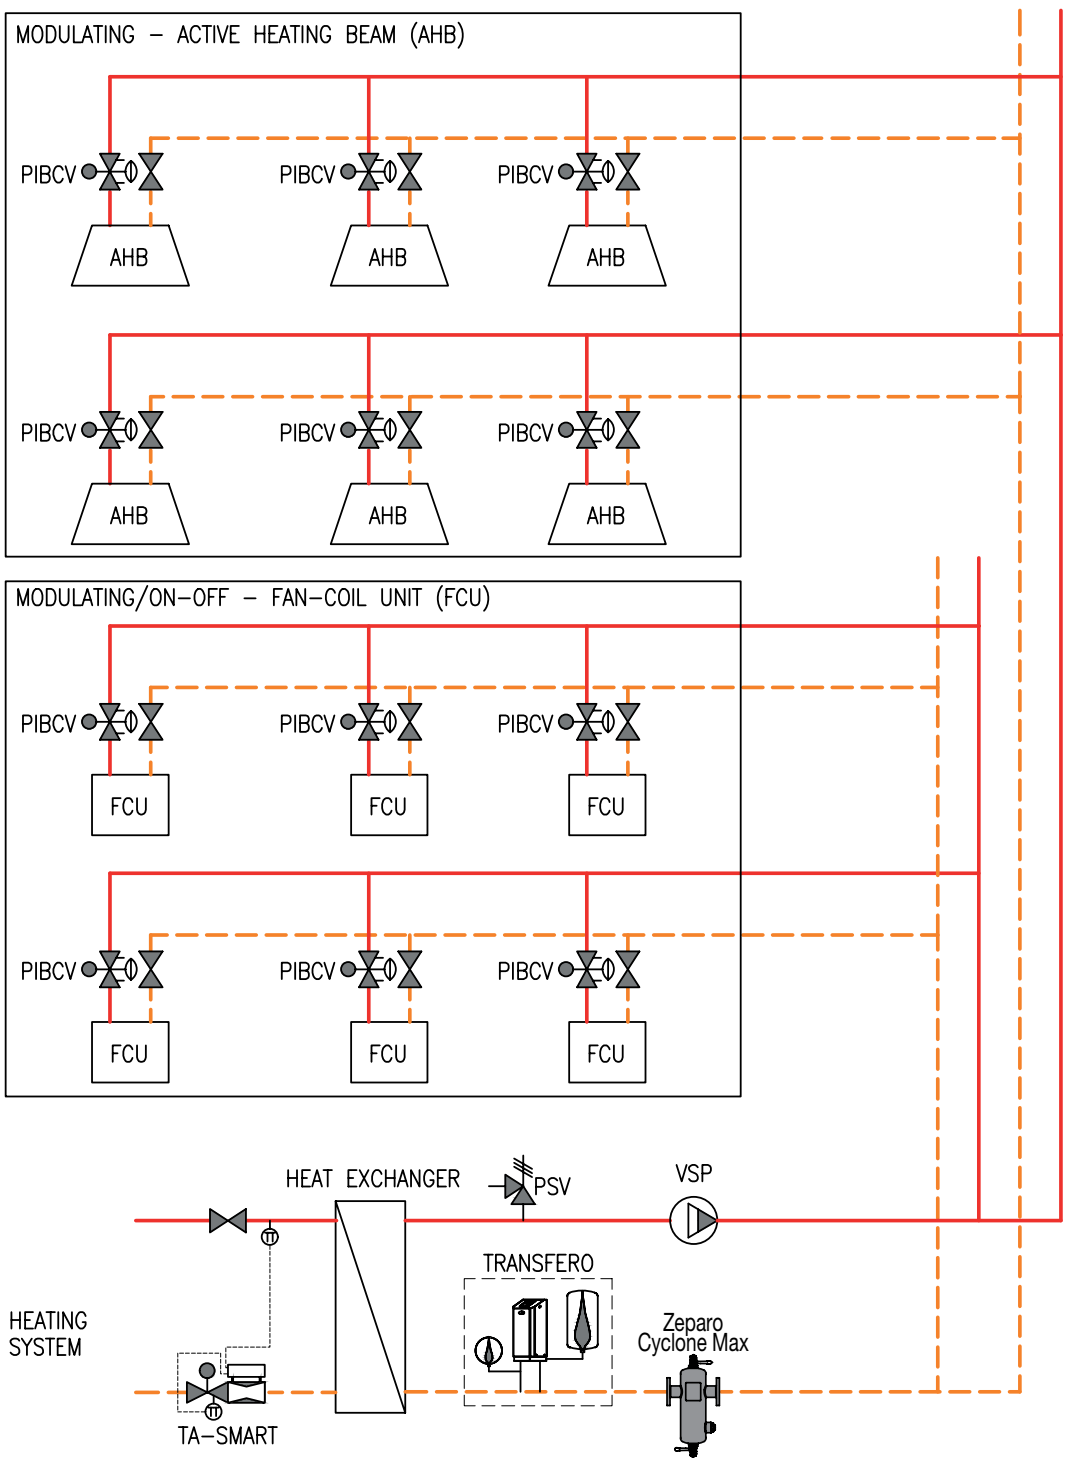 MODULATING – ACTIVE HEATING BEAM (AHB)
PIBCV PIBCV PIBCV
AHB AHB AHB
PIBCV PIBCV PIBCV
AHB AHB AHB
MODULATING/ON-OFF – FAN-COIL UNIT (FCU)
PIBCV PIBCV PIBCV
FCU FCU FCU
PIBCV PIBCV PIBCV
FCU FCU FCU
HEAT EXCHANGER
PSV
VSP
TRANSFERO
HEATING
SYSTEM
Zeparo
Cyclone Max
TA-SMART